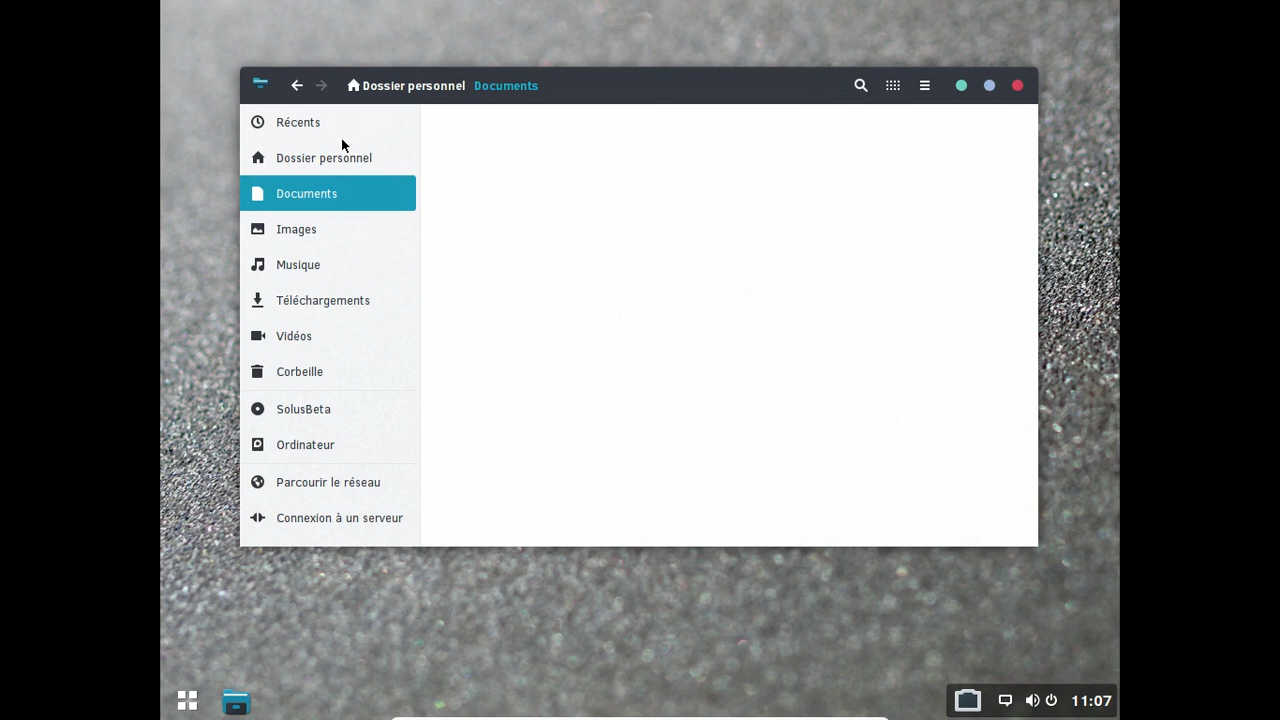 Dossier personnel Documents
Récents
Dossier personnel
Documents
Images
Musique
Téléchargements
Vidéos
Corbeille
SolusBeta
Ordinateur
Parcourir le réseau
Connexion à un serveur
11:07